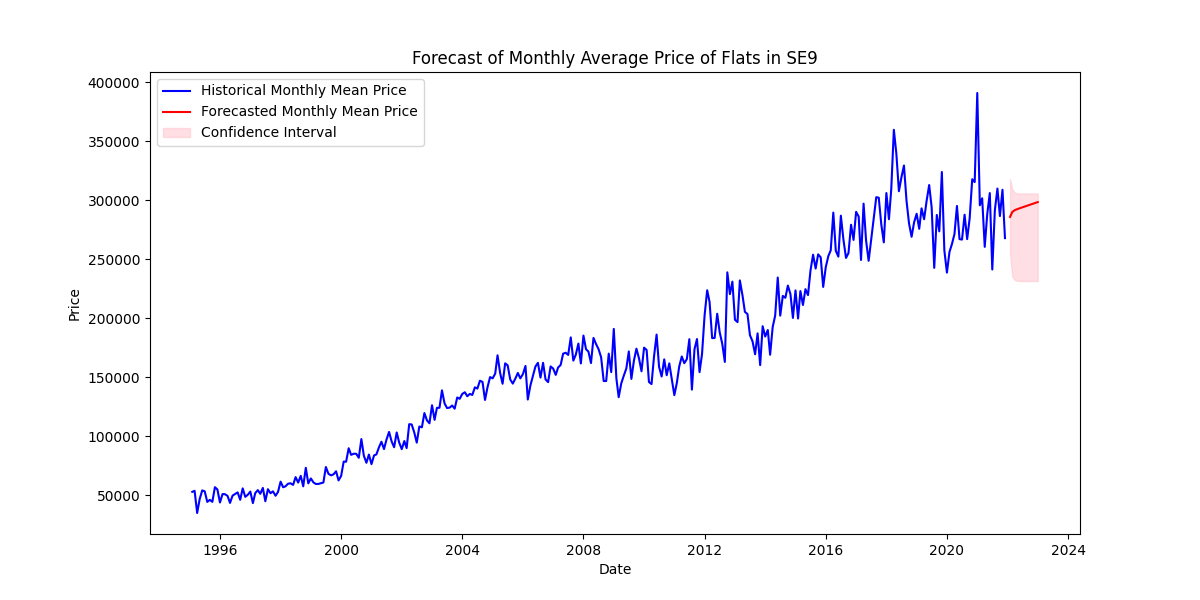 Forecast of Monthly Average Price of Flats in SE9
Historical Monthly Mean Price
Forecasted Monthly Mean Price
Confidence Interval
Price
400000
350000
300000
250000
200000
150000
100000
50000
1996 2000 2004 2008 2012 2016 2020 2024
Date